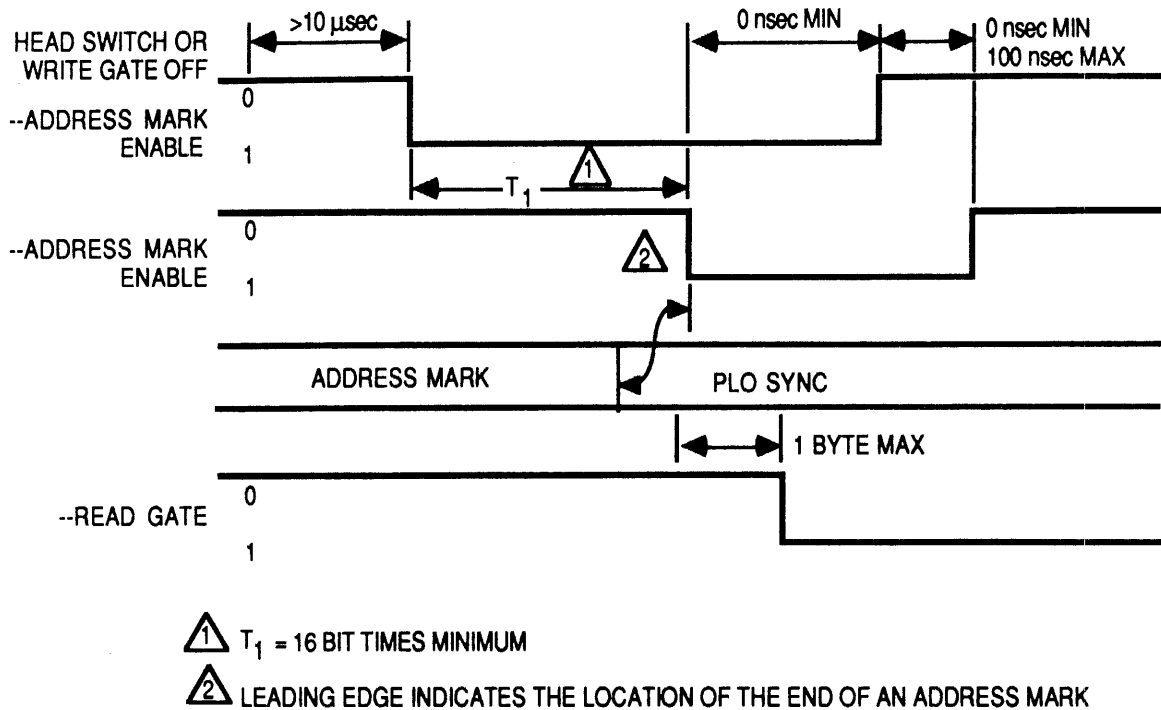 >10 µsec
0 nsec MIN
0 nsec MIN
100 nsec MAX
HEAD SWITCH OR
WRITE GATE OFF
0
--ADDRESS MARK
ENABLE
1
1
T1
0
--ADDRESS MARK
ENABLE
1
2
ADDRESS MARK
PLO SYNC
1 BYTE MAX
0
--READ GATE
1
1 T1 = 16 BIT TIMES MINIMUM
2 LEADING EDGE INDICATES THE LOCATION OF THE END OF AN ADDRESS MARK